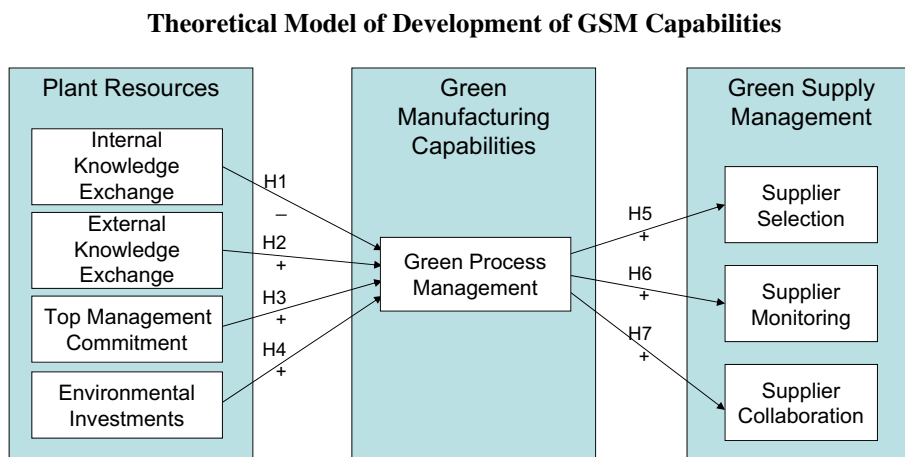 Theoretical Model of Development of GSM Capabilities
Plant Resources
Internal
Knowledge
Exchange
External
Knowledge
Exchange
Top Management
Commitment
Environmental
Investments
H1
–
H2
+
H3
+
H4
+
Green
Manufacturing
Capabilities
Green Process
Management
H5
+
H6
+
H7
+
Green Supply
Management
Supplier
Selection
Supplier
Monitoring
Supplier
Collaboration